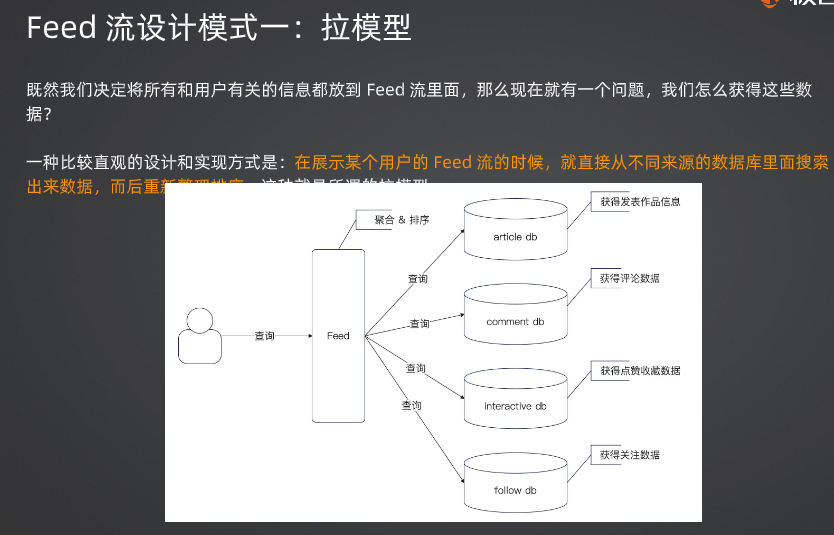 Feed 流设计模式一：拉模型
既然我们决定将所有和用户有关的信息都放到 Feed 流里面，那么现在就有一个问题，我们怎么获得这些数
据？
一种比较直观的设计和实现方式是：在展示某个用户的 Feed 流的时候，就直接从不同来源的数据库里面搜索
出来数据，而后重新整理排序。这种就是所谓的拉模型
聚合 & 排序
获得发表作品信息
article db
查询
获得评论数据
comment db
查询
查询
Feed
获得点赞收藏数据
查询
interactive db
查询
获得关注数据
follow db